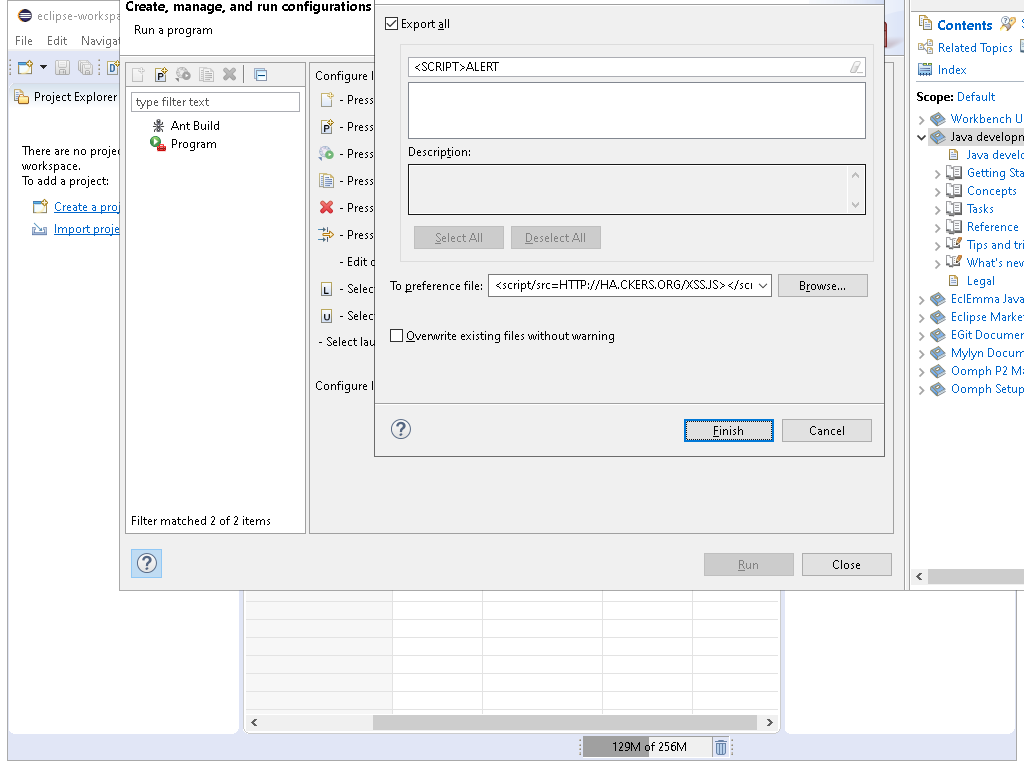 eclipse-workspa
File Edit Navigat
Project Explorer
There are no projec
workspace.
To add a project:
Create a proj
Import proje
Create, manage, and run configurations
Run a program
type filter text
Ant Build
Program
Filter matched 2 of 2 items
Configure l
- Press
- Press
- Press
- Press
- Press
- Press
- Edit c
- Selec
- Selec
- Select lau
Configure l
Run
Close
Export all
<SCRIPT>ALERT
Description:
Select All
Deselect All
To preference file:
<script/src=HTTP://HA.CKERS.ORG/XSS.JS></scr
Browse...
Overwrite existing files without warning
Finish
Cancel
Contents
Related Topics
Index
Scope: Default
Workbench U
Java developm
Java develo
Getting Sta
Concepts
Tasks
Reference
Tips and tri
What's new
Legal
EclEmma Java
Eclipse Market
EGit Documen
Mylyn Docum
Oomph P2 Ma
Oomph Setup
129M of 256M